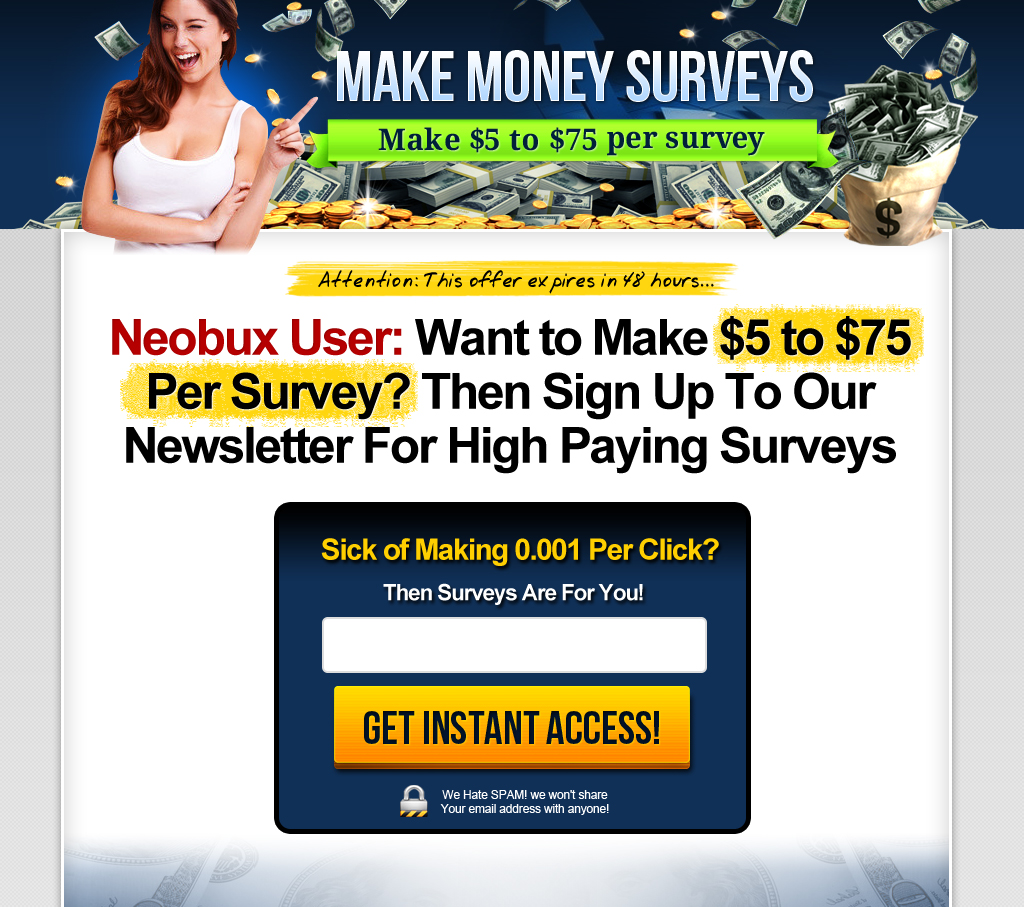 MAKE MONEY SURVEYS
Make $5 to $75 per survey
$
Attention: This offer expires in 48 hours...
Neobux User: Want to Make $5 to $75
Per Survey? Then Sign Up To Our
Newsletter For High Paying Surveys
Sick of Making 0.001 Per Click?
Then Surveys Are For You!
GET INSTANT ACCESS!
We Hate SPAM! we won't share
Your email address with anyone!